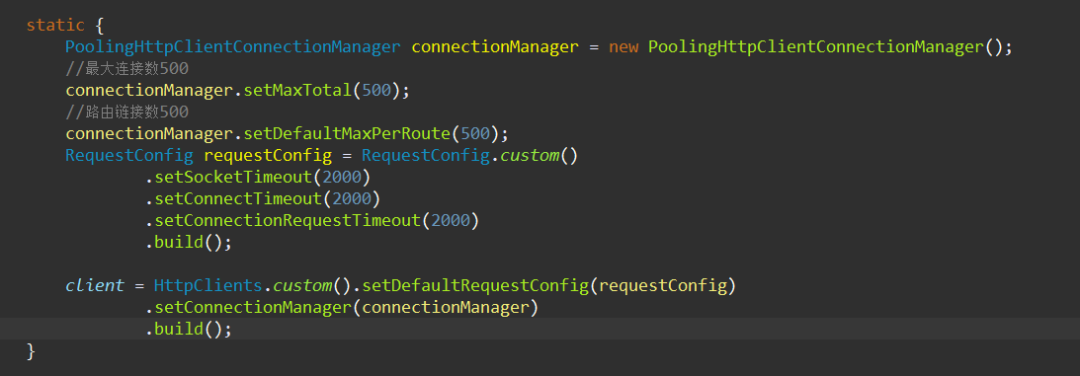 static {
PoolingHttpClientConnectionManager connectionManager = new PoolingHttpClientConnectionManager();
//最大连接数500
connectionManager.setMaxTotal(500);
//路由链接数500
connectionManager.setDefaultMaxPerRoute(500);
RequestConfig requestConfig = RequestConfig.custom()
.setSocketTimeout(2000)
.setConnectTimeout(2000)
.setConnectionRequestTimeout(2000)
.build();
client = HttpClients.custom().setDefaultRequestConfig(requestConfig)
.setConnectionManager(connectionManager)
.build();
}